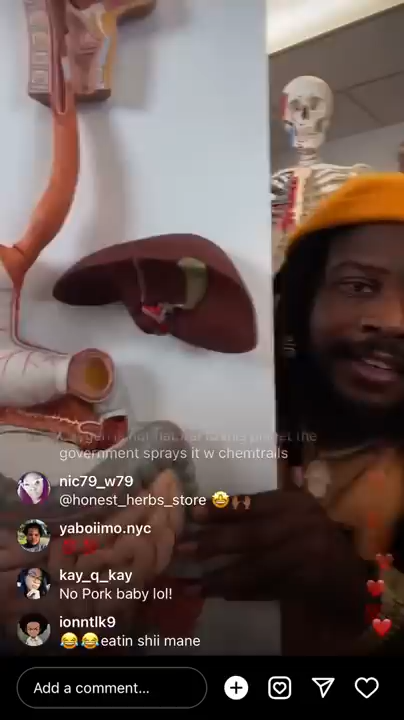 government sprays it w chemtrails
nic79_w79
@honest_herbs_store 🤩🙌🏾
yaboiimo.nyc
kay_q_kay
No Pork baby lol!
ionntlk9
😂😂eatin shii mane
Add a comment...